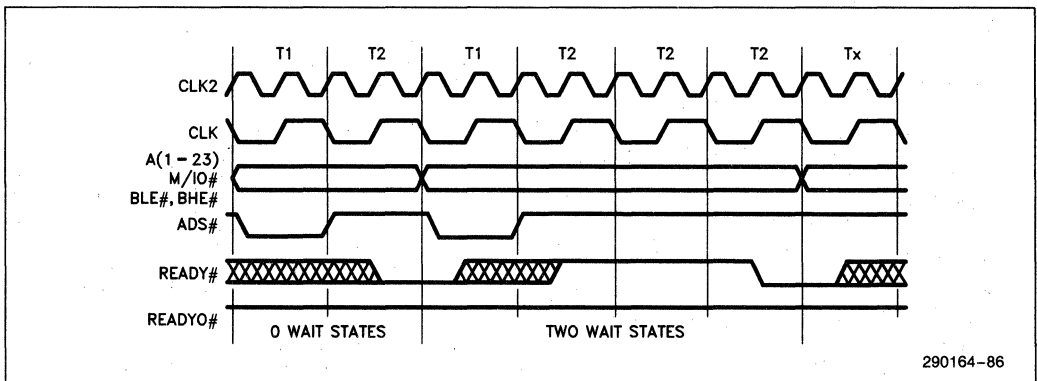 T1 T2 T1 T2 T2 T2 Tx
CLK2
CLK
A(1-23)
M/IO#
BLE#, BHE#
ADS#
READY#
READYO#
0 WAIT STATES TWO WAIT STATES
290164-86